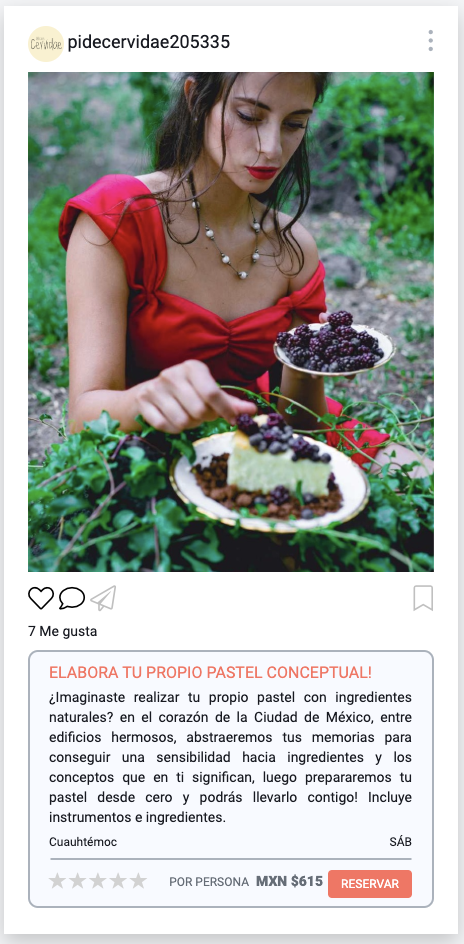 Cervidae
pidecervidae205335
7 Me gusta
ELABORA TU PROPIO PASTEL CONCEPTUAL!
¿Imaginaste realizar tu propio pastel con ingredientes
naturales? en el corazón de la Ciudad de México, entre
edificios hermosos, abstraeremos tus memorias para
conseguir una sensibilidad hacia ingredientes y los
conceptos que en ti significan, luego prepararemos tu
pastel desde cero y podrás llevarlo contigo! Incluye
instrumentos e ingredientes.
Cuauhtémoc SÁB
POR PERSONA MXN $615 RESERVAR